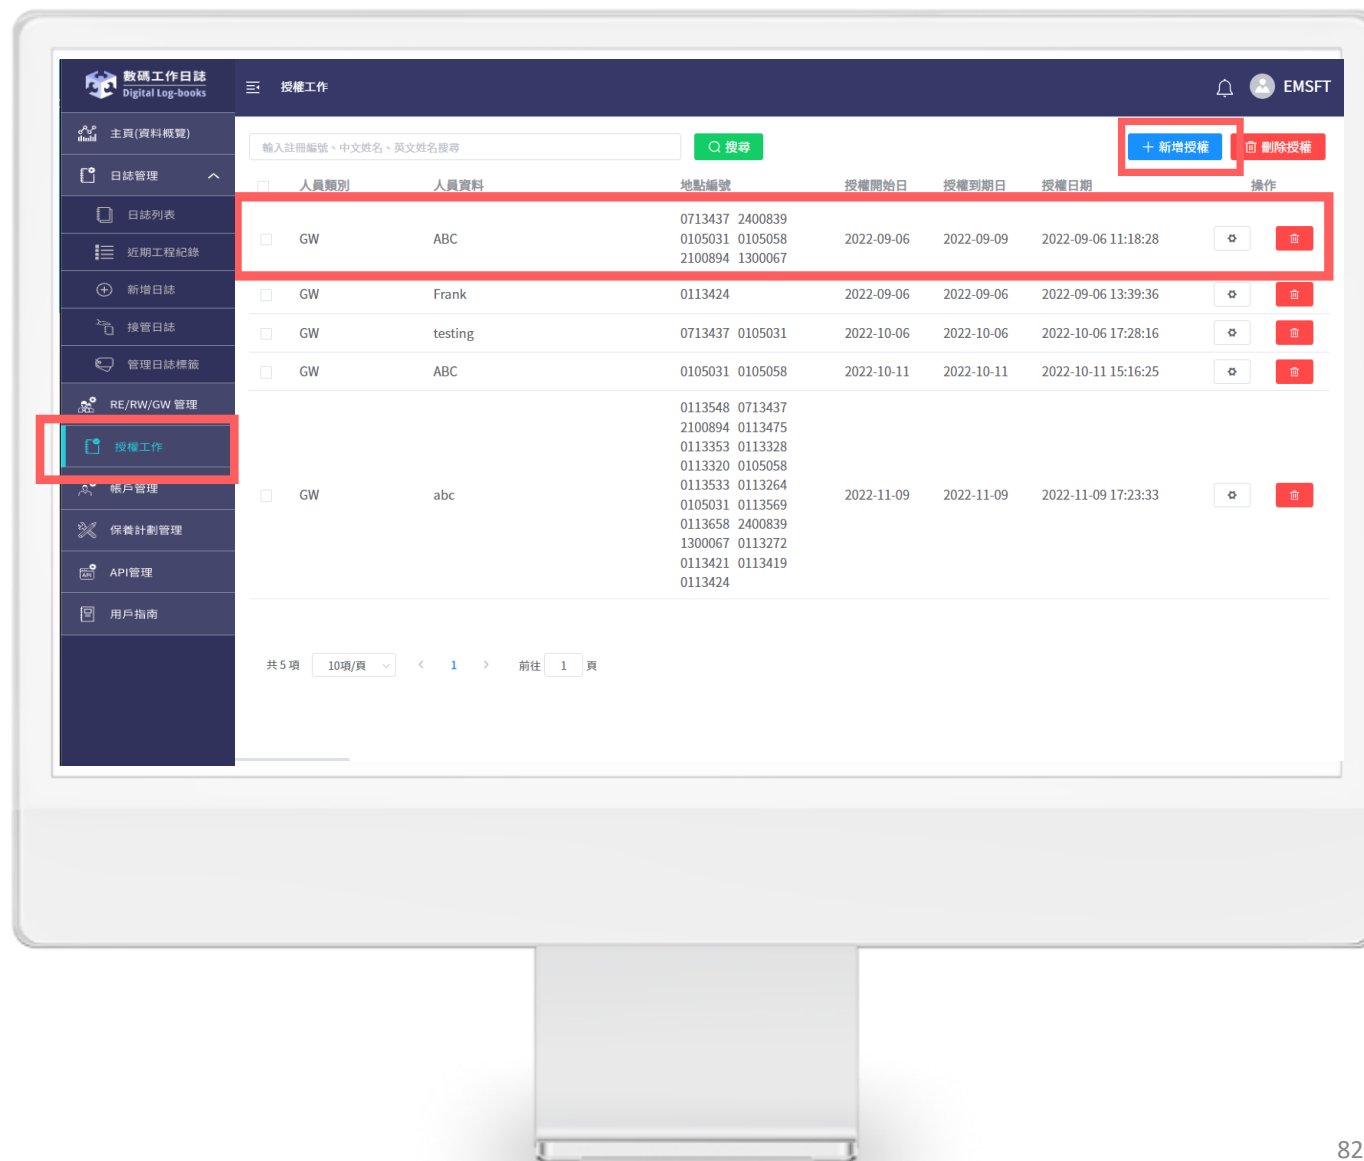 數碼工作日誌
Digital Log-books
授權工作
EMSFT
主頁(資料概覽)
日誌管理
日誌列表
近期工程紀錄
新增日誌
接管日誌
管理日誌標籤
RE/RW/GW 管理
授權工作
帳戶管理
保養計劃管理
API管理
用戶指南
輸入註冊編號、中文姓名、英文姓名搜尋
搜尋
新增授權
刪除授權
人員類別 人員資料 地點編號 授權開始日 授權到期日 授權日期 操作
0713437 2400839
GW ABC 0105031 0105058 2022-09-06 2022-09-09 2022-09-06 11:18:28
2100894 1300067
GW Frank 0113424 2022-09-06 2022-09-06 2022-09-06 13:39:36
GW testing 0713437 0105031 2022-10-06 2022-10-06 2022-10-06 17:28:16
GW ABC 0105031 0105058 2022-10-11 2022-10-11 2022-10-11 15:16:25
0113548 0713437
2100894 0113475
0113353 0113328
0113320 0105058
0113533 0113264
GW abc 2022-11-09 2022-11-09 2022-11-09 17:23:33
0105031 0113569
0113658 2400839
1300067 0113272
0113421 0113419
0113424
共 5 項 10項/頁 1 前往 1 頁
82